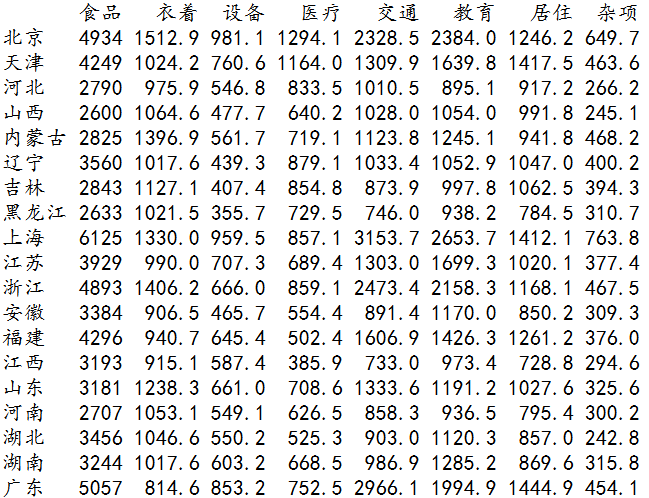 食品 衣着 设备 医疗 交通 教育 居住 杂项
北京 4934 1512.9 981.1 1294.1 2328.5 2384.0 1246.2 649.7
天津 4249 1024.2 760.6 1164.0 1309.9 1639.8 1417.5 463.6
河北 2790 975.9 546.8 833.5 1010.5 895.1 917.2 266.2
山西 2600 1064.6 477.7 640.2 1028.0 1054.0 991.8 245.1
内蒙古 2825 1396.9 561.7 719.1 1123.8 1245.1 941.8 468.2
辽宁 3560 1017.6 439.3 879.1 1033.4 1052.9 1047.0 400.2
吉林 2843 1127.1 407.4 854.8 873.9 997.8 1062.5 394.3
黑龙江 2633 1021.5 355.7 729.5 746.0 938.2 784.5 310.7
上海 6125 1330.0 959.5 857.1 3153.7 2653.7 1412.1 763.8
江苏 3929 990.0 707.3 689.4 1303.0 1699.3 1020.1 377.4
浙江 4893 1406.2 666.0 859.1 2473.4 2158.3 1168.1 467.5
安徽 3384 906.5 465.7 554.4 891.4 1170.0 850.2 309.3
福建 4296 940.7 645.4 502.4 1606.9 1426.3 1261.2 376.0
江西 3193 915.1 587.4 385.9 733.0 973.4 728.8 294.6
山东 3181 1238.3 661.0 708.6 1333.6 1191.2 1027.6 325.6
河南 2707 1053.1 549.1 626.5 858.3 936.5 795.4 300.2
湖北 3456 1046.6 550.2 525.3 903.0 1120.3 857.0 242.8
湖南 3244 1017.6 603.2 668.5 986.9 1285.2 869.6 315.8
广东 5057 814.6 853.2 752.5 2966.1 1994.9 1444.9 454.1